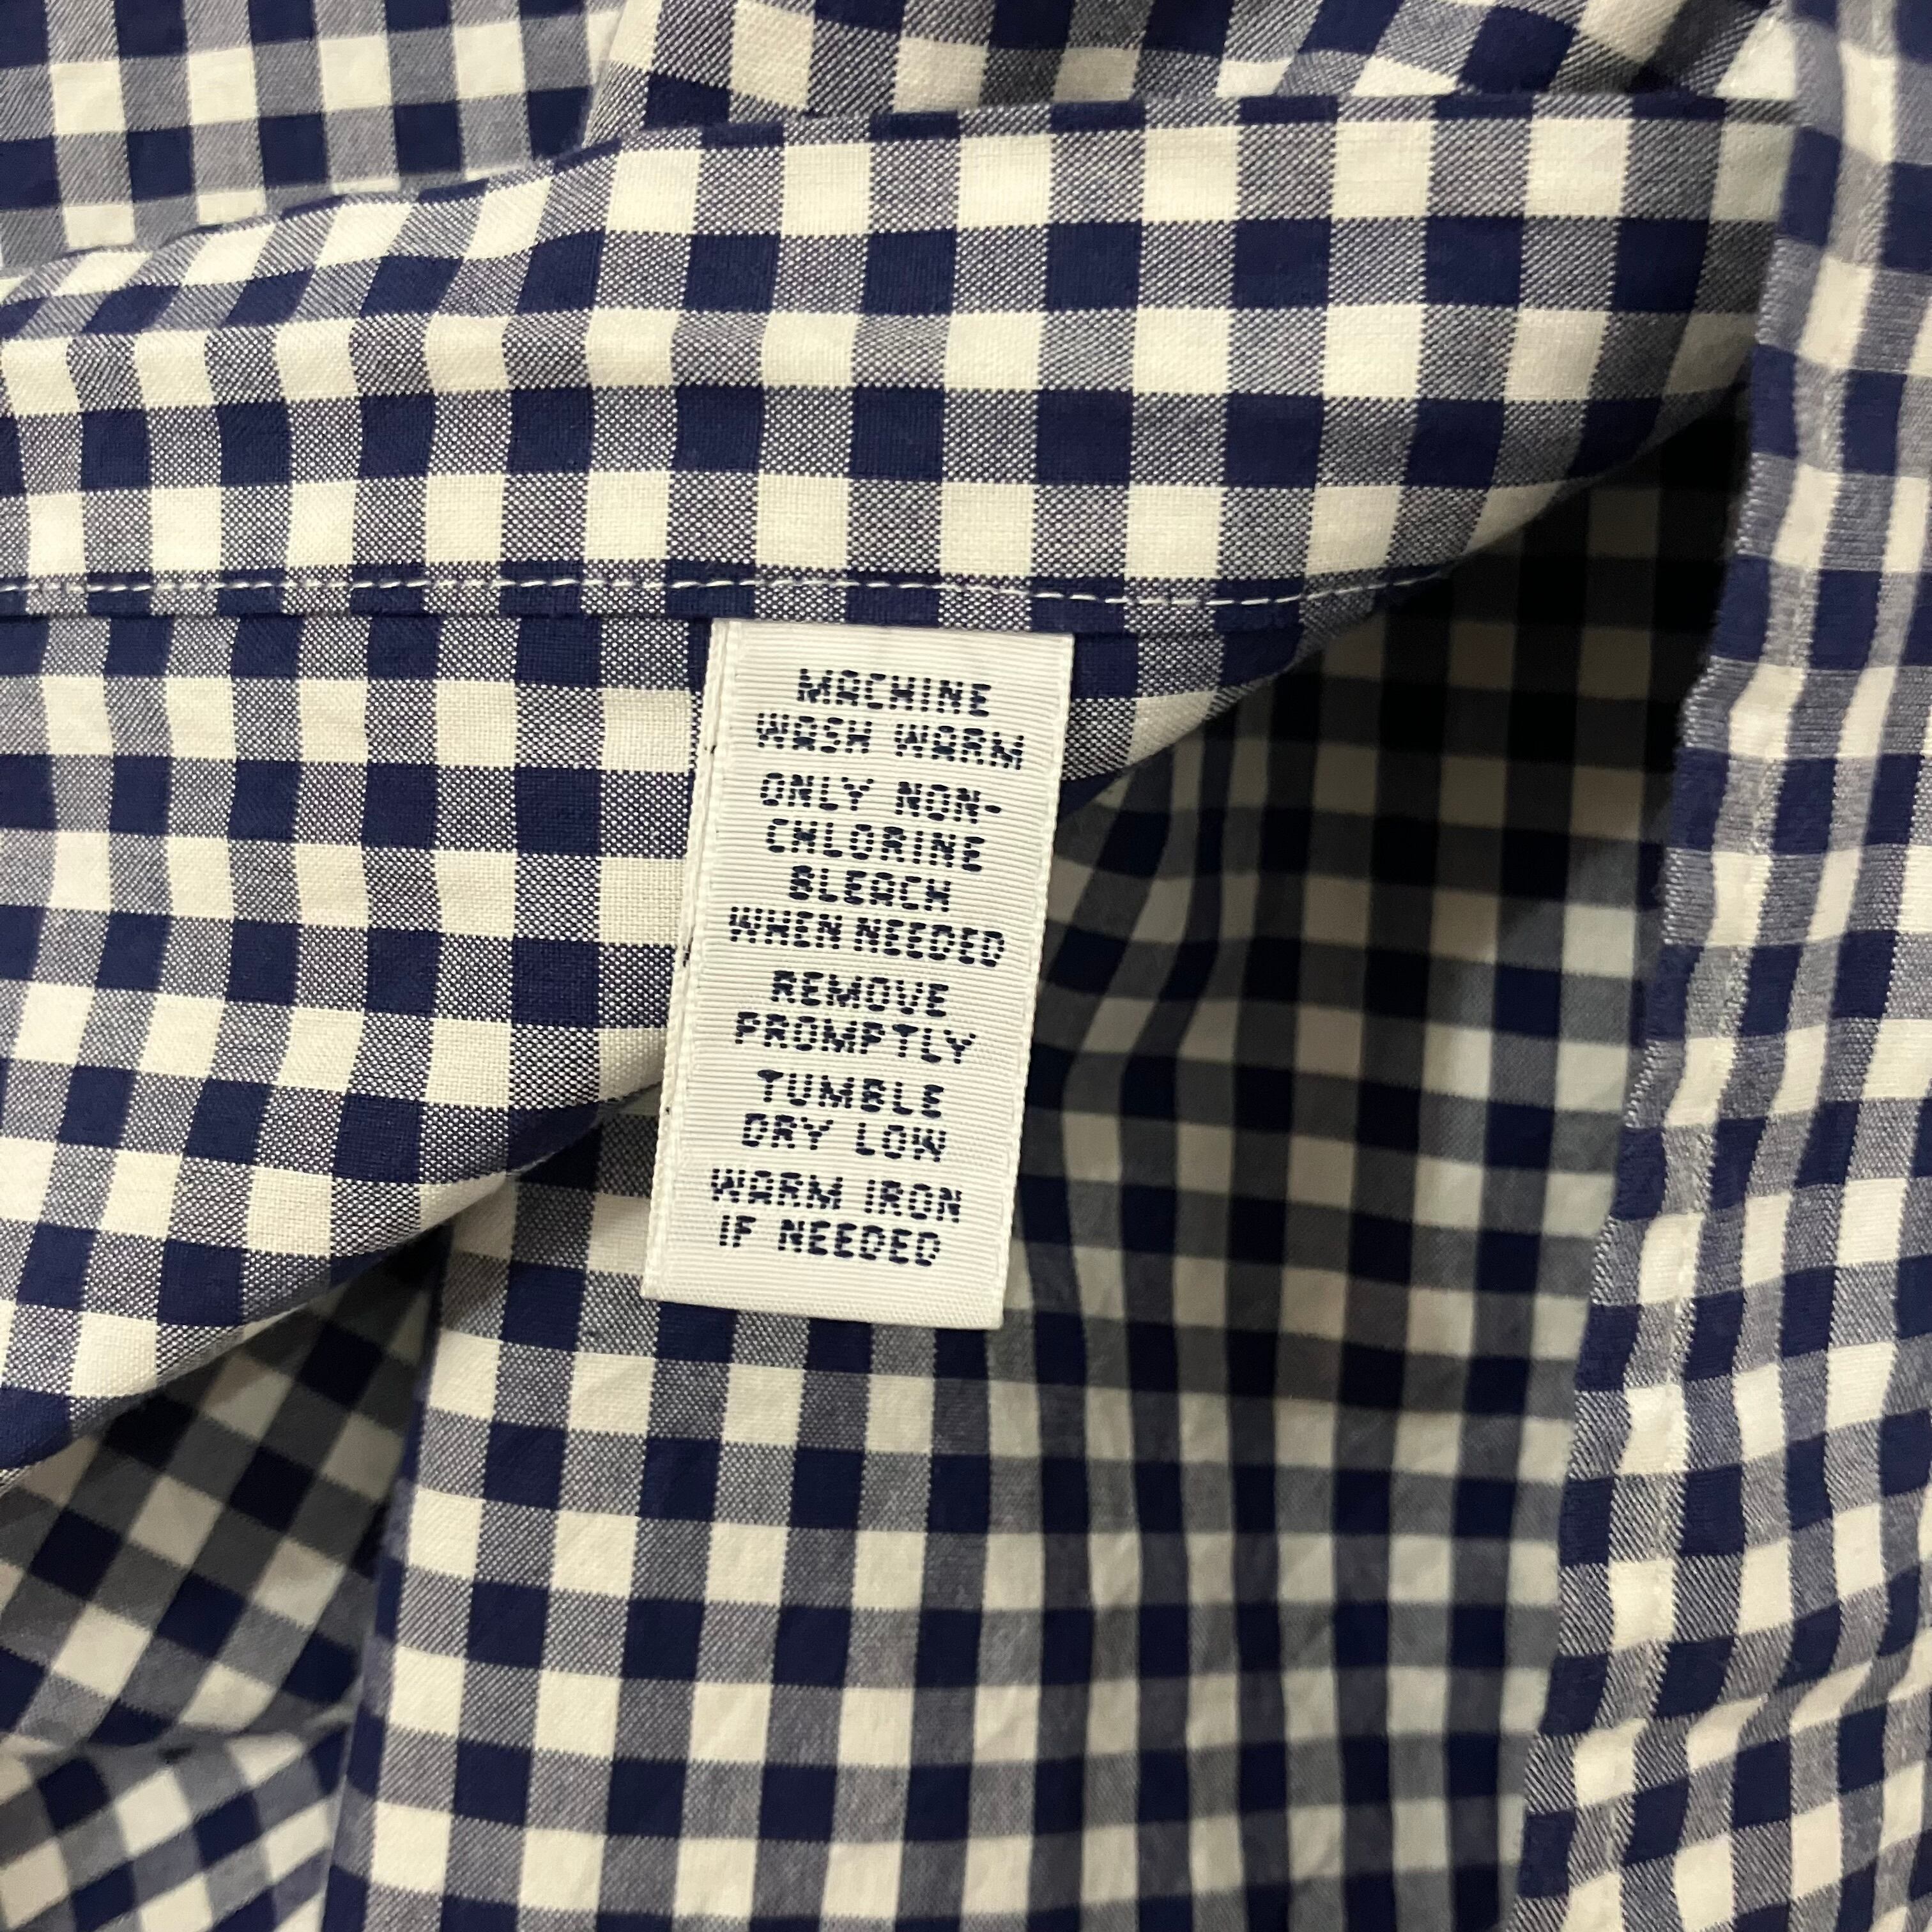 MACHINE
WASH WARM
ONLY NON-
CHLORINE
BLEACH
WHEN NEEDED
REMOVE
PROMPTLY
TUMBLE
DRY LOW
WARM IRON
IF NEEDED